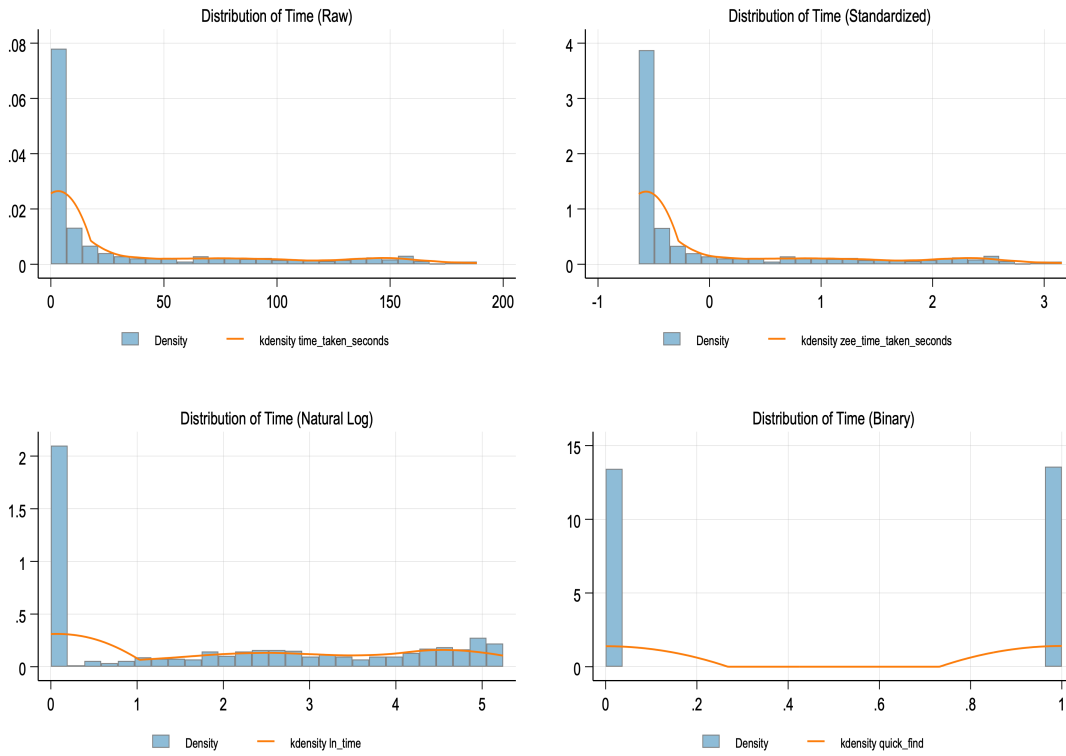 Distribution of Time (Raw)
.08
.06
.04
.02
0
0 50 100 150 200
Density kdensity time_taken_seconds
Distribution of Time (Standardized)
4
3
2
1
0
-1 0 1 2 3
Density kdensity zee_time_taken_seconds
Distribution of Time (Natural Log)
2
1.5
1
.5
0
0 1 2 3 4 5
Density kdensity ln_time
Distribution of Time (Binary)
15
10
5
0
0 .2 .4 .6 .8 1
Density kdensity quick_find